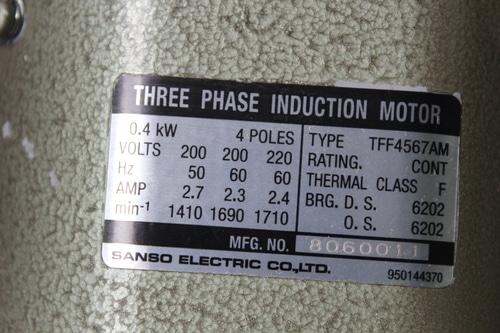 THREE PHASE INDUCTION MOTOR
0.4 kW 4 POLES
VOLTS 200 200 220
Hz 50 60 60
AMP 2.7 2.3 2.4
min-1 1410 1690 1710
TYPE TFF4567AM
RATING. CONT
THERMAL CLASS F
BRG. D. S. 6202
O. S. 6202
MFG. NO. 8060011
SANSO ELECTRIC CO.,LTD.
950144370